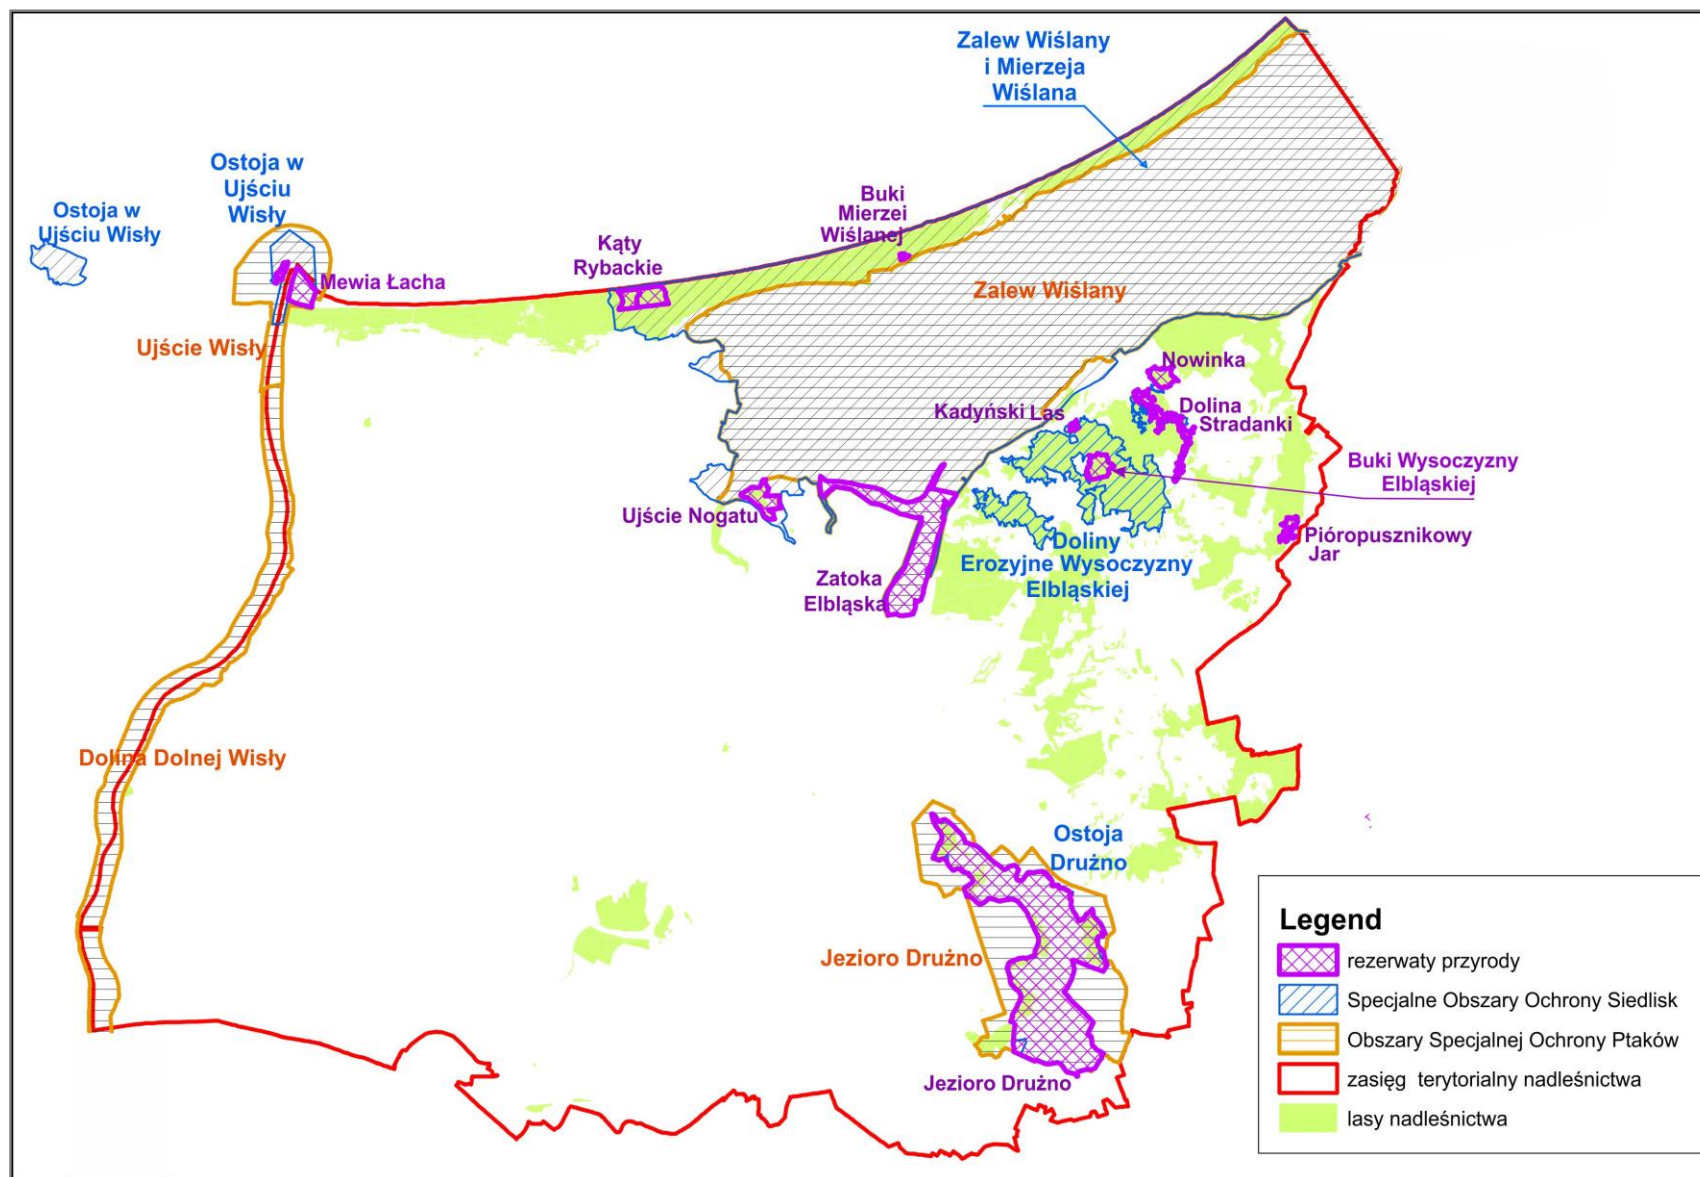 Zalew Wiślany
i Mierzeja
Wiślana
Ostoja w
Ujściu
Wisły
Ostoja w
Ujściu Wisły
Buki
Mierzei
Wiślanej
Kąty
Rybackie
Mewia Łacha
Zalew Wiślany
Ujście Wisły
Nowinka
Kadyński Las
Dolina
Stradanki
Buki Wysoczyzny
Elbląskiej
Ujście Nogatu
Pióropusznikowy
Jar
Doliny
Erozyjne Wysoczyzny
Elbląskiej
Zatoka
Elbląska
Dolina Dolnej Wisły
Ostoja
Drużno
Jezioro Drużno
Jezioro Drużno
Legend
rezerwaty przyrody
Specjalne Obszary Ochrony Siedlisk
Obszary Specjalnej Ochrony Ptaków
zasięg terytorialny nadleśnictwa
lasy nadleśnictwa